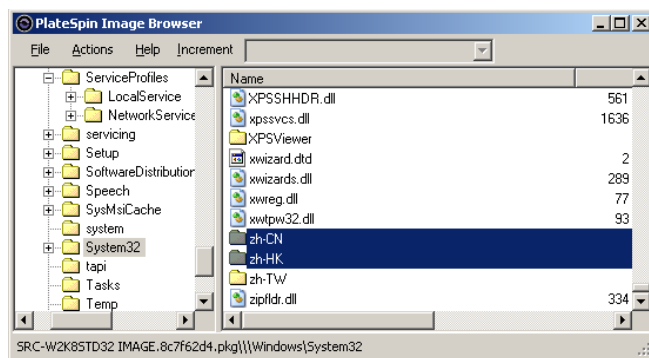 PlateSpin Image Browser
File Actions Help Increment
ServiceProfiles
LocalService
NetworkService
servicing
Setup
SoftwareDistribution
Speech
SysMsiCache
system
System32
tapi
Tasks
Temp
Name
XPSSHHDR.dll 561
xpssvcs.dll 1636
XPSViewer
xwizard.dtd 2
xwizards.dll 289
xwreg.dll 77
xwtpw32.dll 93
zh-CN
zh-HK
zh-TW
zipfldr.dll 334
SRC-W2K8STD32 IMAGE.8c7f62d4.pkg\\\Windows\System32